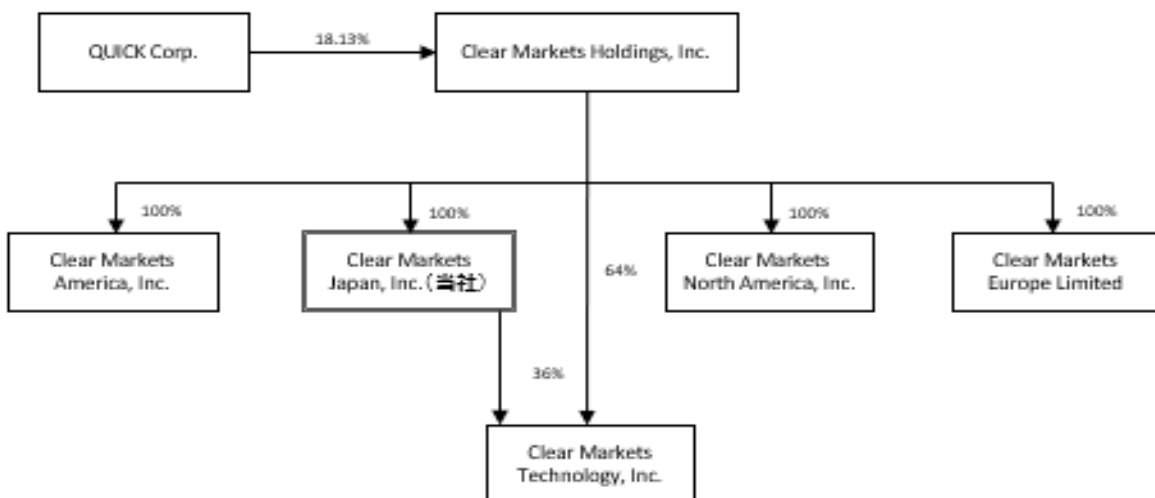 QUICK Corp.
18.13%
Clear Markets Holdings, Inc.
100%
100%
100%
100%
Clear Markets
America, Inc.
Clear Markets
Japan, Inc.(当社)
64%
Clear Markets
North America, Inc.
Clear Markets
Europe Limited
36%
Clear Markets
Technology, Inc.